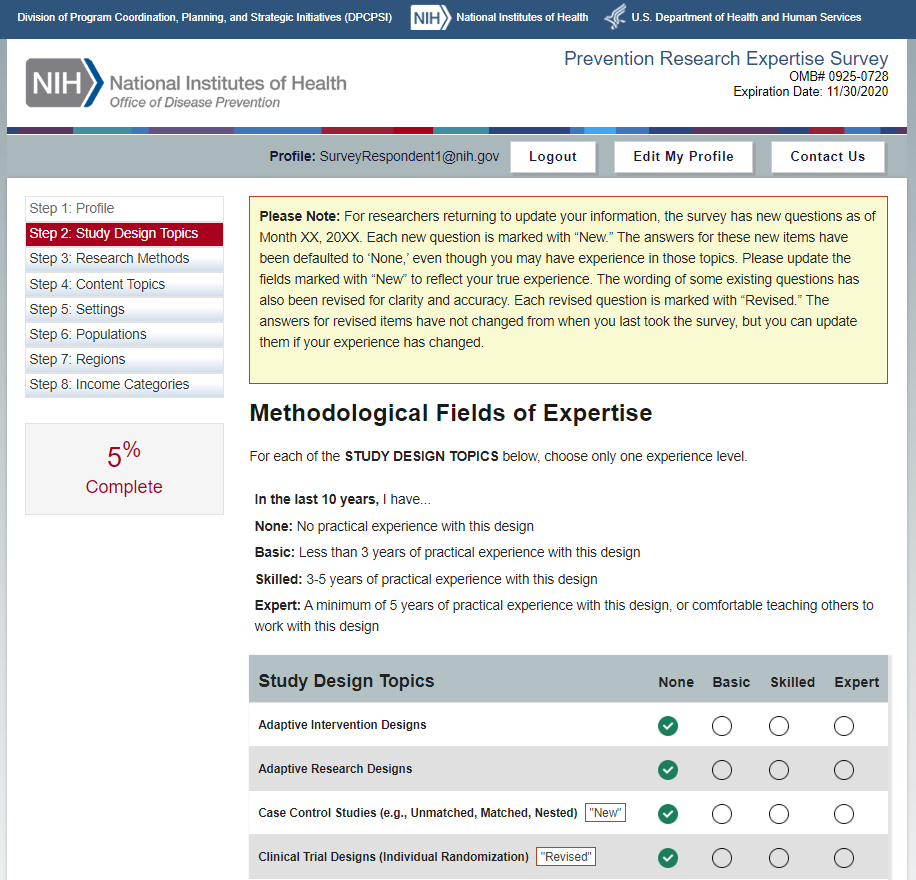 Division of Program Coordination, Planning, and Strategic Initiatives (DPCPSI) NIH National Institutes of Health U.S. Department of Health and Human Services
NIH National Institutes of Health
Office of Disease Prevention
Prevention Research Expertise Survey
OMB# 0925-0728
Expiration Date: 11/30/2020
Profile: SurveyRespondent1@nih.gov Logout Edit My Profile Contact Us
Step 1: Profile
Step 2: Study Design Topics
Step 3: Research Methods
Step 4: Content Topics
Step 5: Settings
Step 6: Populations
Step 7: Regions
Step 8: Income Categories
5%
Complete
Please Note: For researchers returning to update your information, the survey has new questions as of
Month XX, 20XX. Each new question is marked with “New.” The answers for these new items have
been defaulted to ‘None,’ even though you may have experience in those topics. Please update the
fields marked with “New” to reflect your true experience. The wording of some existing questions has
also been revised for clarity and accuracy. Each revised question is marked with “Revised.” The
answers for revised items have not changed from when you last took the survey, but you can update
them if your experience has changed.
Methodological Fields of Expertise
For each of the STUDY DESIGN TOPICS below, choose only one experience level.
In the last 10 years, I have...
None: No practical experience with this design
Basic: Less than 3 years of practical experience with this design
Skilled: 3-5 years of practical experience with this design
Expert: A minimum of 5 years of practical experience with this design, or comfortable teaching others to
work with this design
Study Design Topics None Basic Skilled Expert
Adaptive Intervention Designs
Adaptive Research Designs
Case Control Studies (e.g., Unmatched, Matched, Nested) "New"
Clinical Trial Designs (Individual Randomization) "Revised"